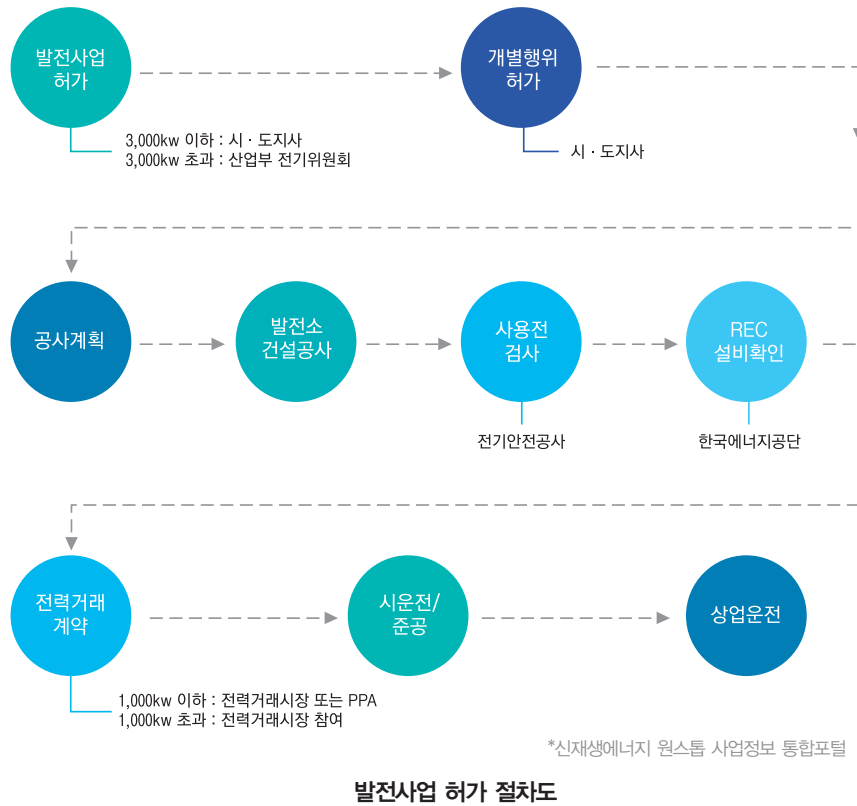 발전사업
허가
개별행위
허가
3,000kw 이하 : 시 · 도지사
3,000kw 초과 : 산업부 전기위원회
시 · 도지사
공사계획
발전소
건설공사
사용전
검사
REC
설비확인
전기안전공사
한국에너지공단
전력거래
계약
시운전/
준공
상업운전
1,000kw 이하 : 전력거래시장 또는 PPA
1,000kw 초과 : 전력거래시장 참여
*신재생에너지 원스톱 사업정보 통합포털
발전사업 허가 절차도